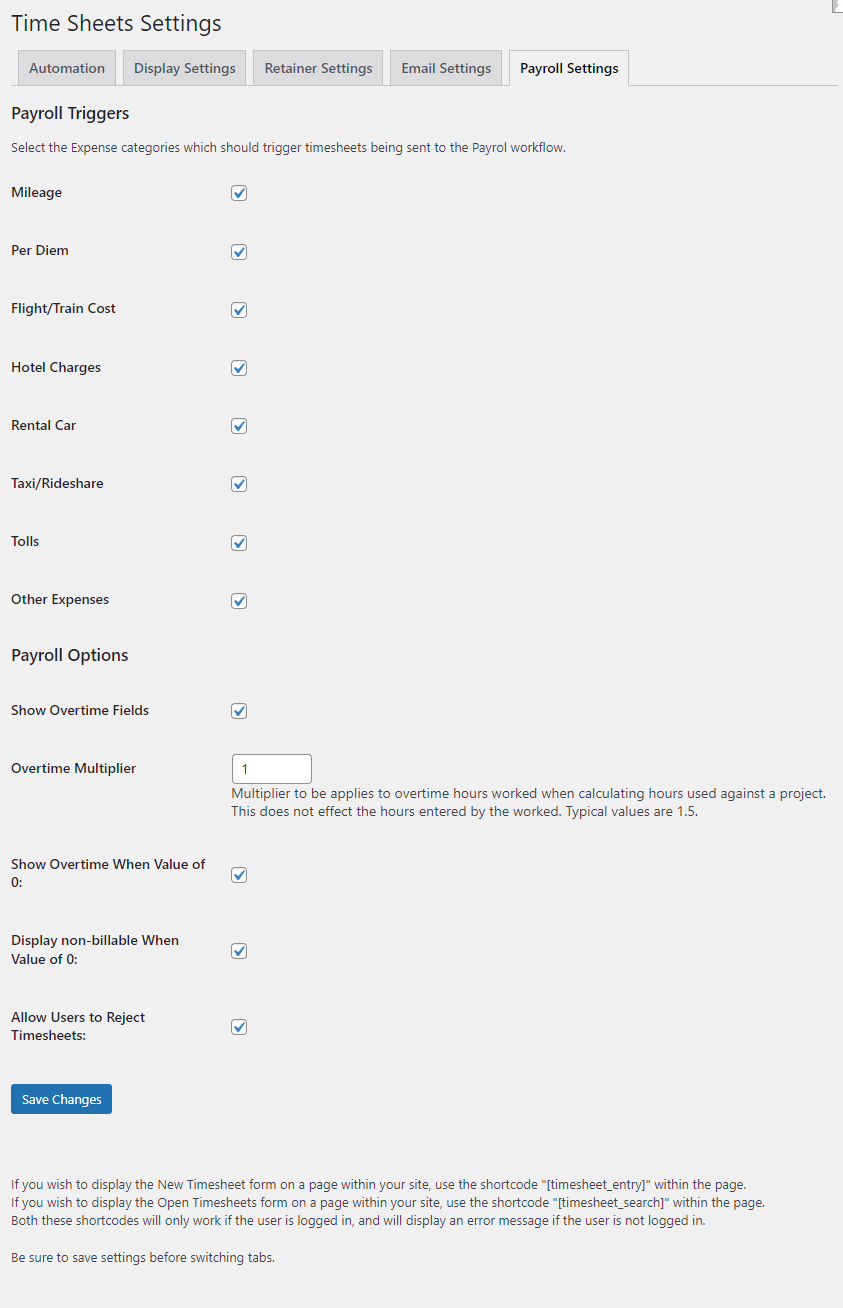 Time Sheets Settings
Automation
Display Settings
Retainer Settings
Email Settings
Payroll Settings
Payroll Triggers
Select the Expense categories which should trigger timesheets being sent to the Payrol workflow.
Mileage
Per Diem
Flight/Train Cost
Hotel Charges
Rental Car
Taxi/Rideshare
Tolls
Other Expenses
Payroll Options
Show Overtime Fields
Overtime Multiplier
1
Multiplier to be applies to overtime hours worked when calculating hours used against a project.
This does not effect the hours entered by the worked. Typical values are 1.5.
Show Overtime When Value of
0:
Display non-billable When
Value of 0:
Allow Users to Reject
Timesheets:
Save Changes
If you wish to display the New Timesheet form on a page within your site, use the shortcode "[timesheet_entry]" within the page.
If you wish to display the Open Timesheets form on a page within your site, use the shortcode "[timesheet_search]" within the page.
Both these shortcodes will only work if the user is logged in, and will display an error message if the user is not logged in.
Be sure to save settings before switching tabs.